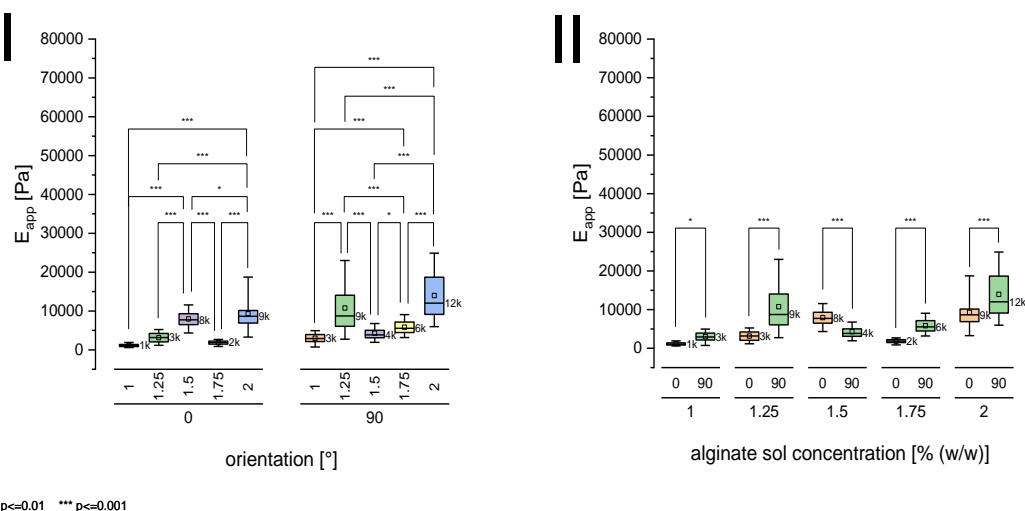 I
80000
70000
60000
50000
40000
30000
20000
10000
0
E_app [Pa]
***
***
***
***
***
***
***
*
***
***
***
***
*
***
***
***
***
***
1k
3k
8k
2k
9k
3k
9k
4k
6k
12k
1 1.25 1.5 1.75 2 1 1.25 1.5 1.75 2
0 90
orientation [°]
II
80000
70000
60000
50000
40000
30000
20000
10000
0
E_app [Pa]
* *** *** *** ***
1k
3k
3k
9k
8k
4k
2k
6k
9k
12k
0 90 0 90 0 90 0 90 0 90
1 1.25 1.5 1.75 2
alginate sol concentration [% (w/w)]
p<=0.01 *** p<=0.001